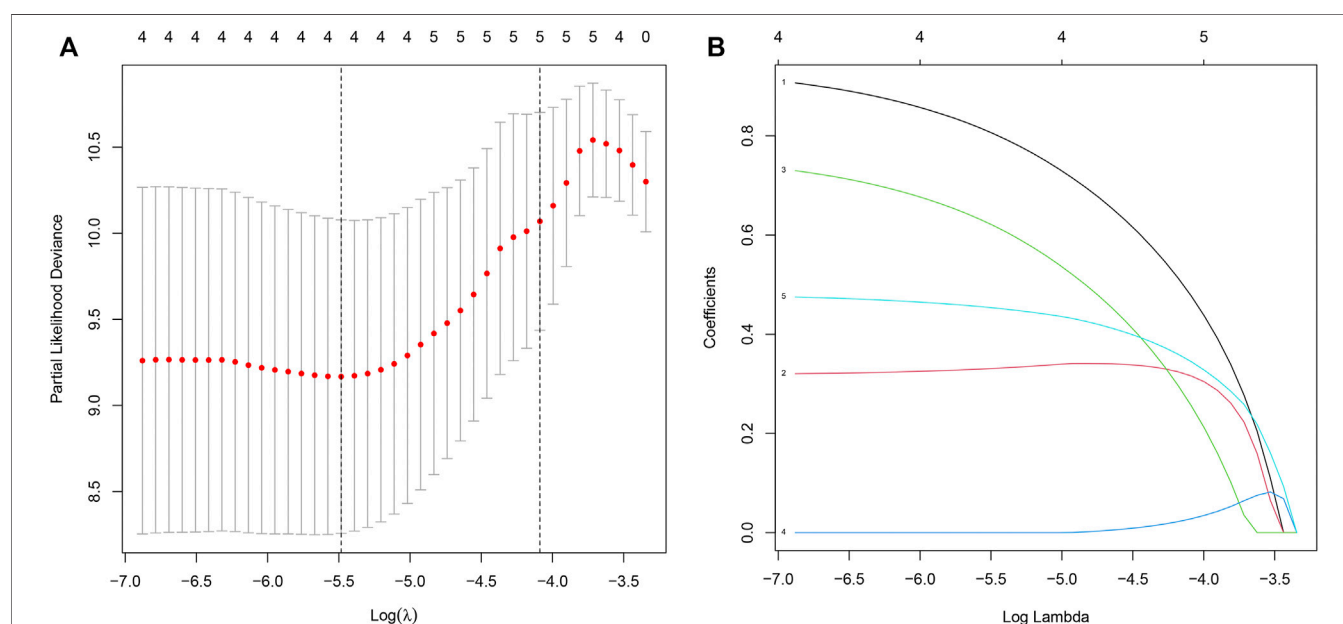 A
4 4 4 4 4 4 4 4 4 4 4 5 5 5 5 5 5 4 0
Partial Likelihood Deviance
10.5
10.0
9.5
9.0
8.5
−7.0 −6.5 −6.0 −5.5 −5.0 −4.5 −4.0 −3.5
Log(λ)
B
4 4 4 5
Coefficients
0.8
0.6
0.4
0.2
0.0
1
3
5
2
4
−7.0 −6.5 −6.0 −5.5 −5.0 −4.5 −4.0 −3.5
Log Lambda